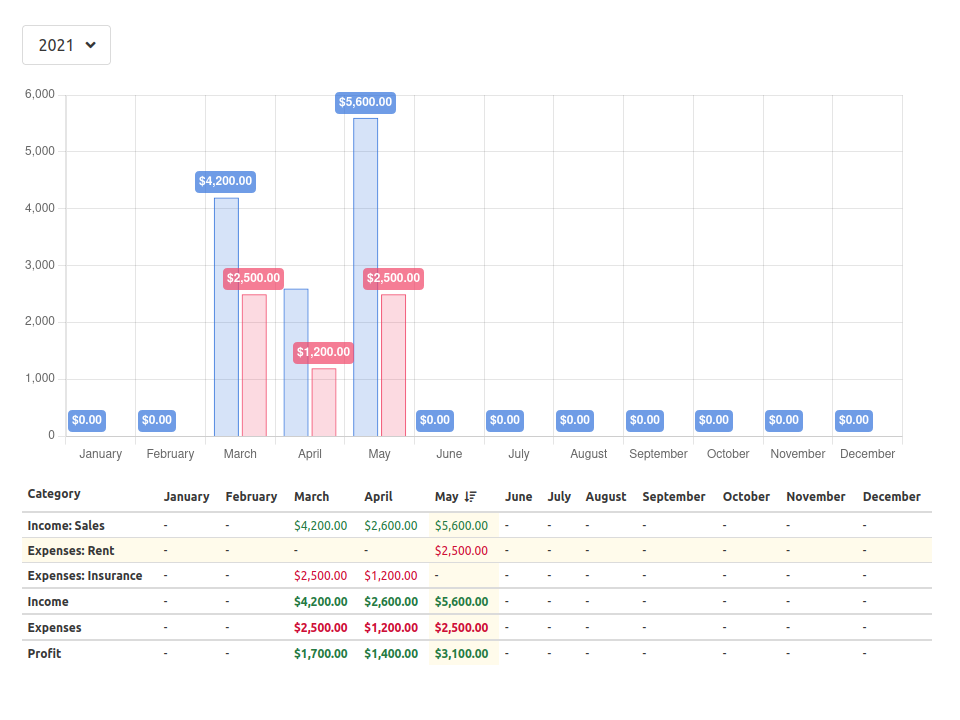 2021
6,000
$5,600.00
5,000
$4,200.00
4,000
3,000
$2,500.00 $2,500.00
2,000
$1,200.00
1,000
$0.00 $0.00 $0.00 $0.00 $0.00 $0.00 $0.00 $0.00 $0.00
0
January February March April May June July August September October November December
Category January February March April May June July August September October November December
Income: Sales - - $4,200.00 $2,600.00 $5,600.00 - - - - - - -
Expenses: Rent - - - - $2,500.00 - - - - - - -
Expenses: Insurance - - $2,500.00 $1,200.00 - - - - - - - -
Income - - $4,200.00 $2,600.00 $5,600.00 - - - - - - -
Expenses - - $2,500.00 $1,200.00 $2,500.00 - - - - - - -
Profit - - $1,700.00 $1,400.00 $3,100.00 - - - - - - -